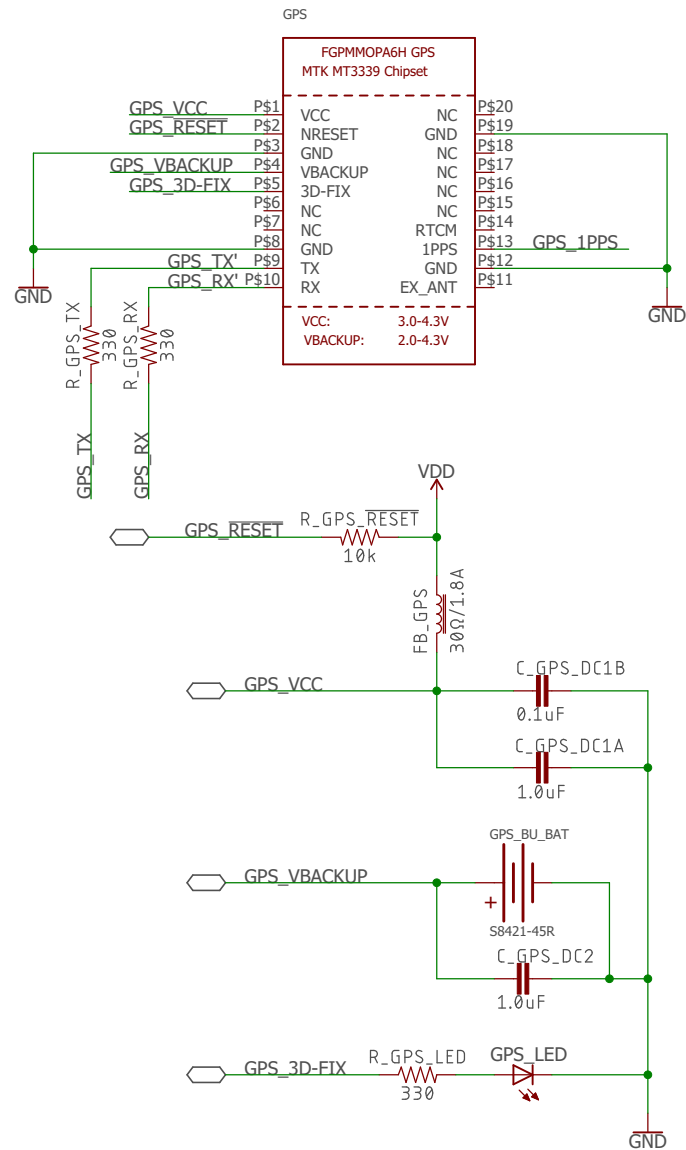 GPS
FGPMMOPA6H GPS
MTK MT3339 Chipset
GPS_VCC P$1 VCC NC P$20
GPS_RESET P$2 NRESET GND P$19
P$3 GND NC P$18
GPS_VBACKUP P$4 VBACKUP NC P$17
GPS_3D-FIX P$5 3D-FIX NC P$16
P$6 NC NC P$15
P$7 NC RTCM P$14
P$8 GND 1PPS P$13 GPS_1PPS
GPS_TX' P$9 TX GND P$12
GPS_RX' P$10 RX EX_ANT P$11
GND
GND
VCC: 3.0-4.3V
VBACKUP: 2.0-4.3V
R_GPS_TX
330
R_GPS_RX
330
GPS_TX
GPS_RX
VDD
GPS_RESET
R_GPS_RESET
10k
FB_GPS
30Ω/1.8A
GPS_VCC
C_GPS_DC1B
0.1uF
C_GPS_DC1A
1.0uF
GPS_BU_BAT
GPS_VBACKUP
+
S8421-45R
C_GPS_DC2
1.0uF
GPS_3D-FIX
R_GPS_LED
330
GPS_LED
GND